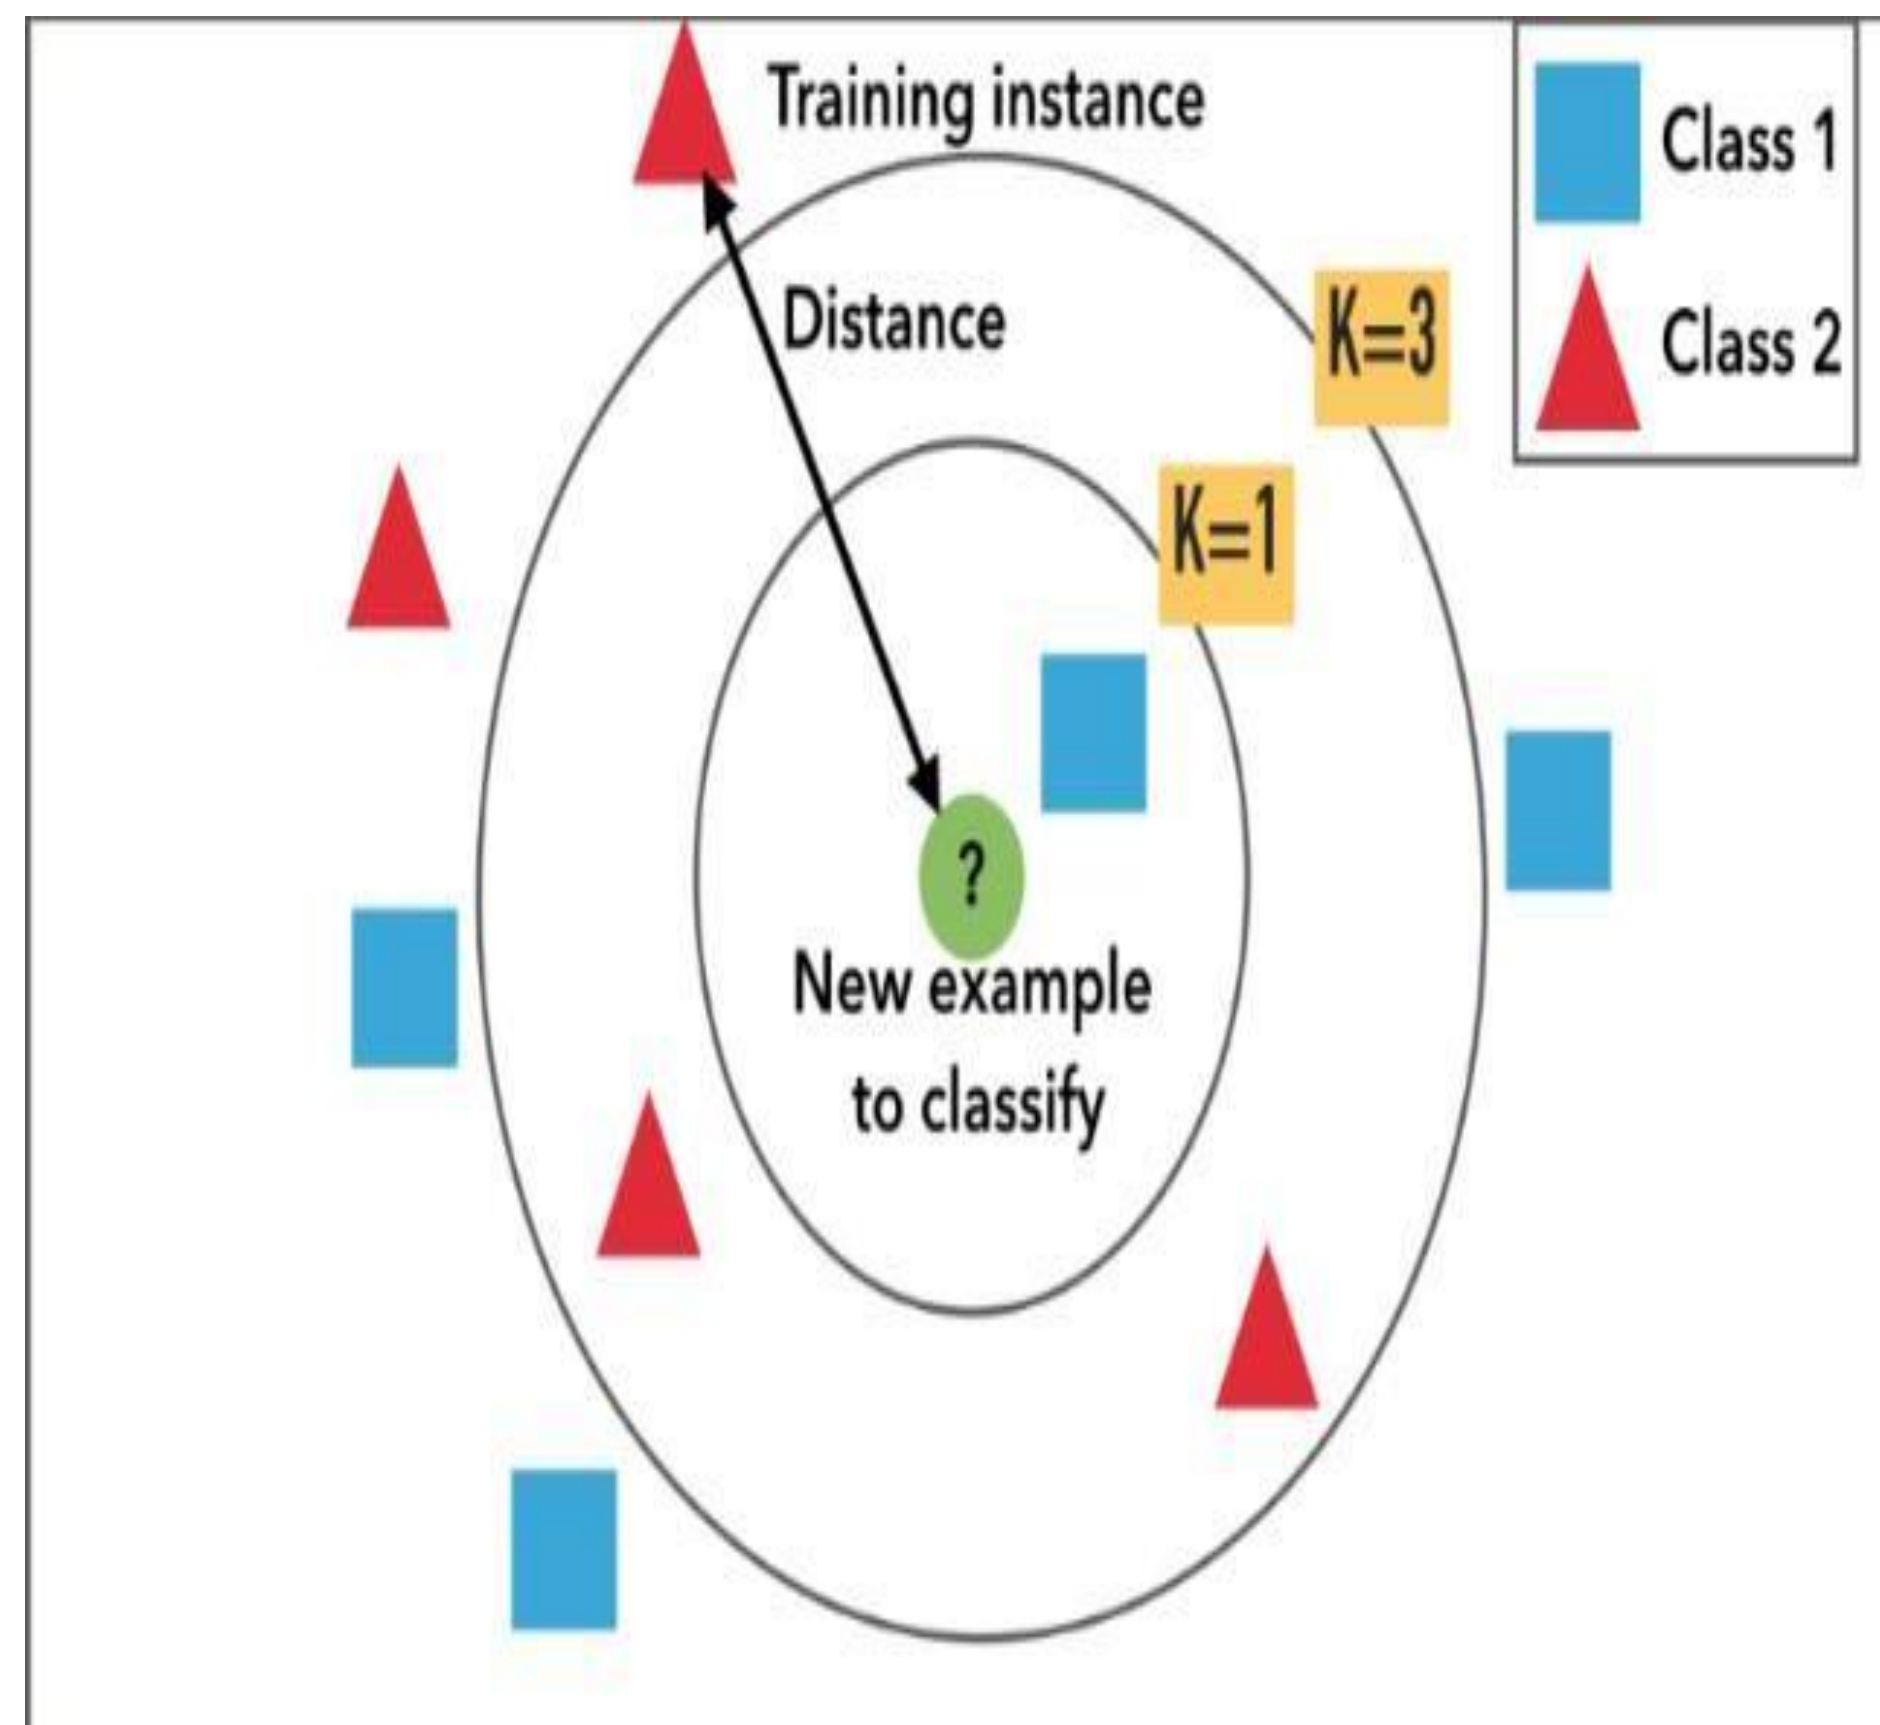 Training instance
Class 1
Distance
K=3
Class 2
K=1
?
New example
to classify